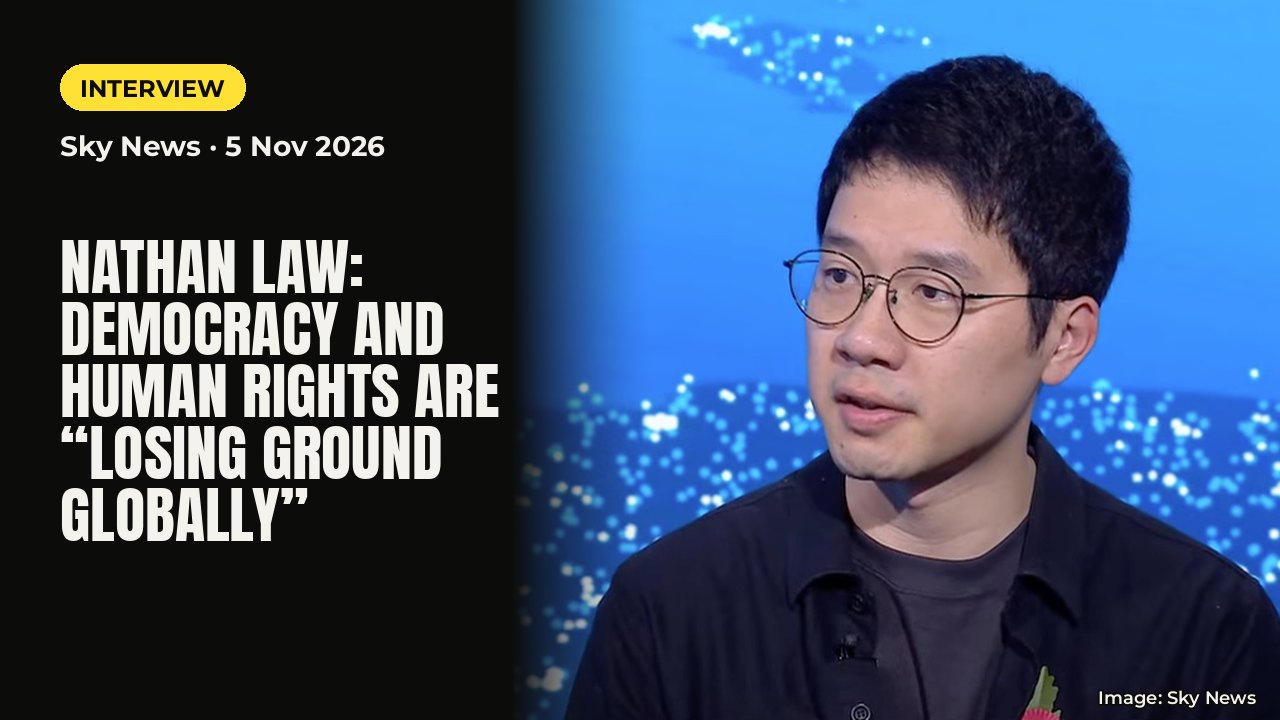 INTERVIEW
Sky News · 5 Nov 2026
NATHAN LAW:
DEMOCRACY AND
HUMAN RIGHTS ARE
“LOSING GROUND
GLOBALLY”
Image: Sky News